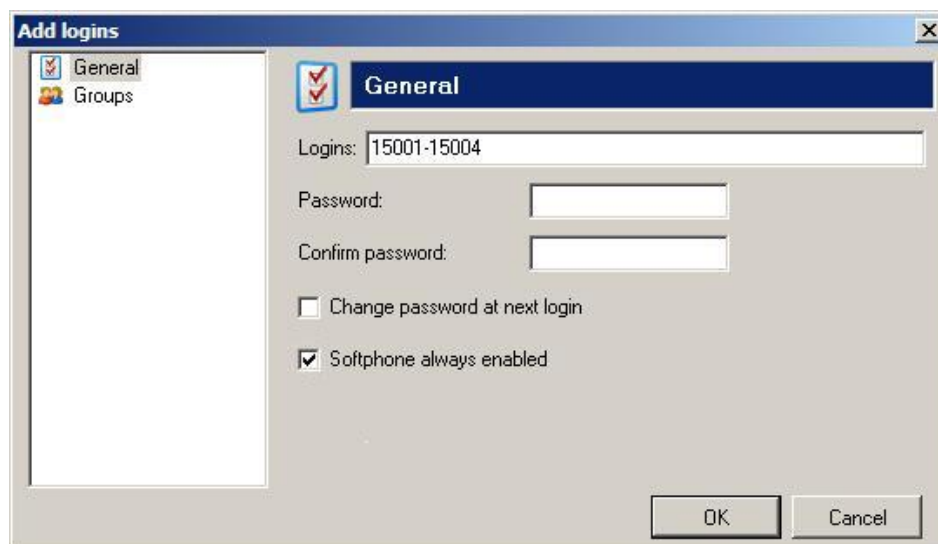 Add logins
General
Groups
General
Logins: 15001-15004
Password:
Confirm password:
Change password at next login
Softphone always enabled
OK Cancel